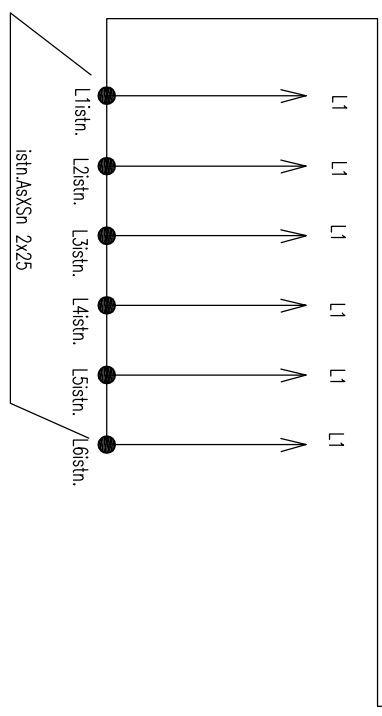 L1istn.
L2istn.
L3istn.
L4istn.
L5istn.
L6istn.
L1
L1
L1
L1
L1
L1
istn.AsXSn 2x25